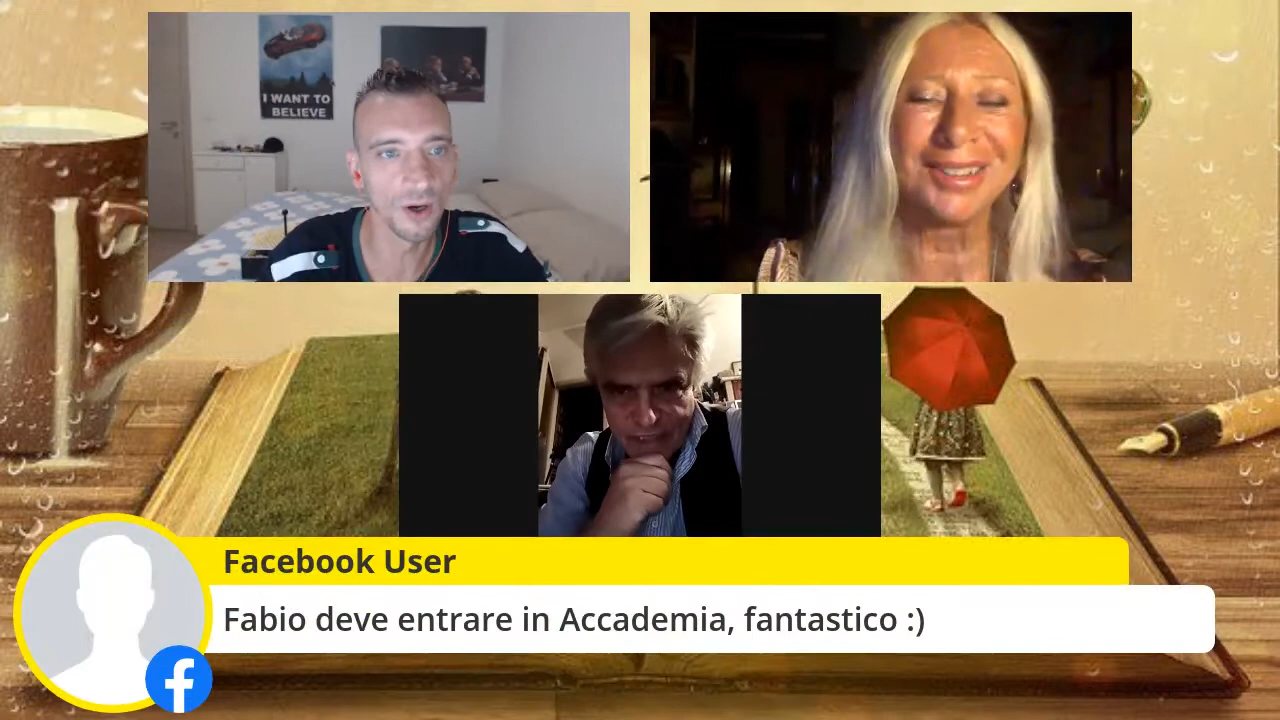 I WANT TO
BELIEVE
Facebook User
Fabio deve entrare in Accademia, fantastico :)